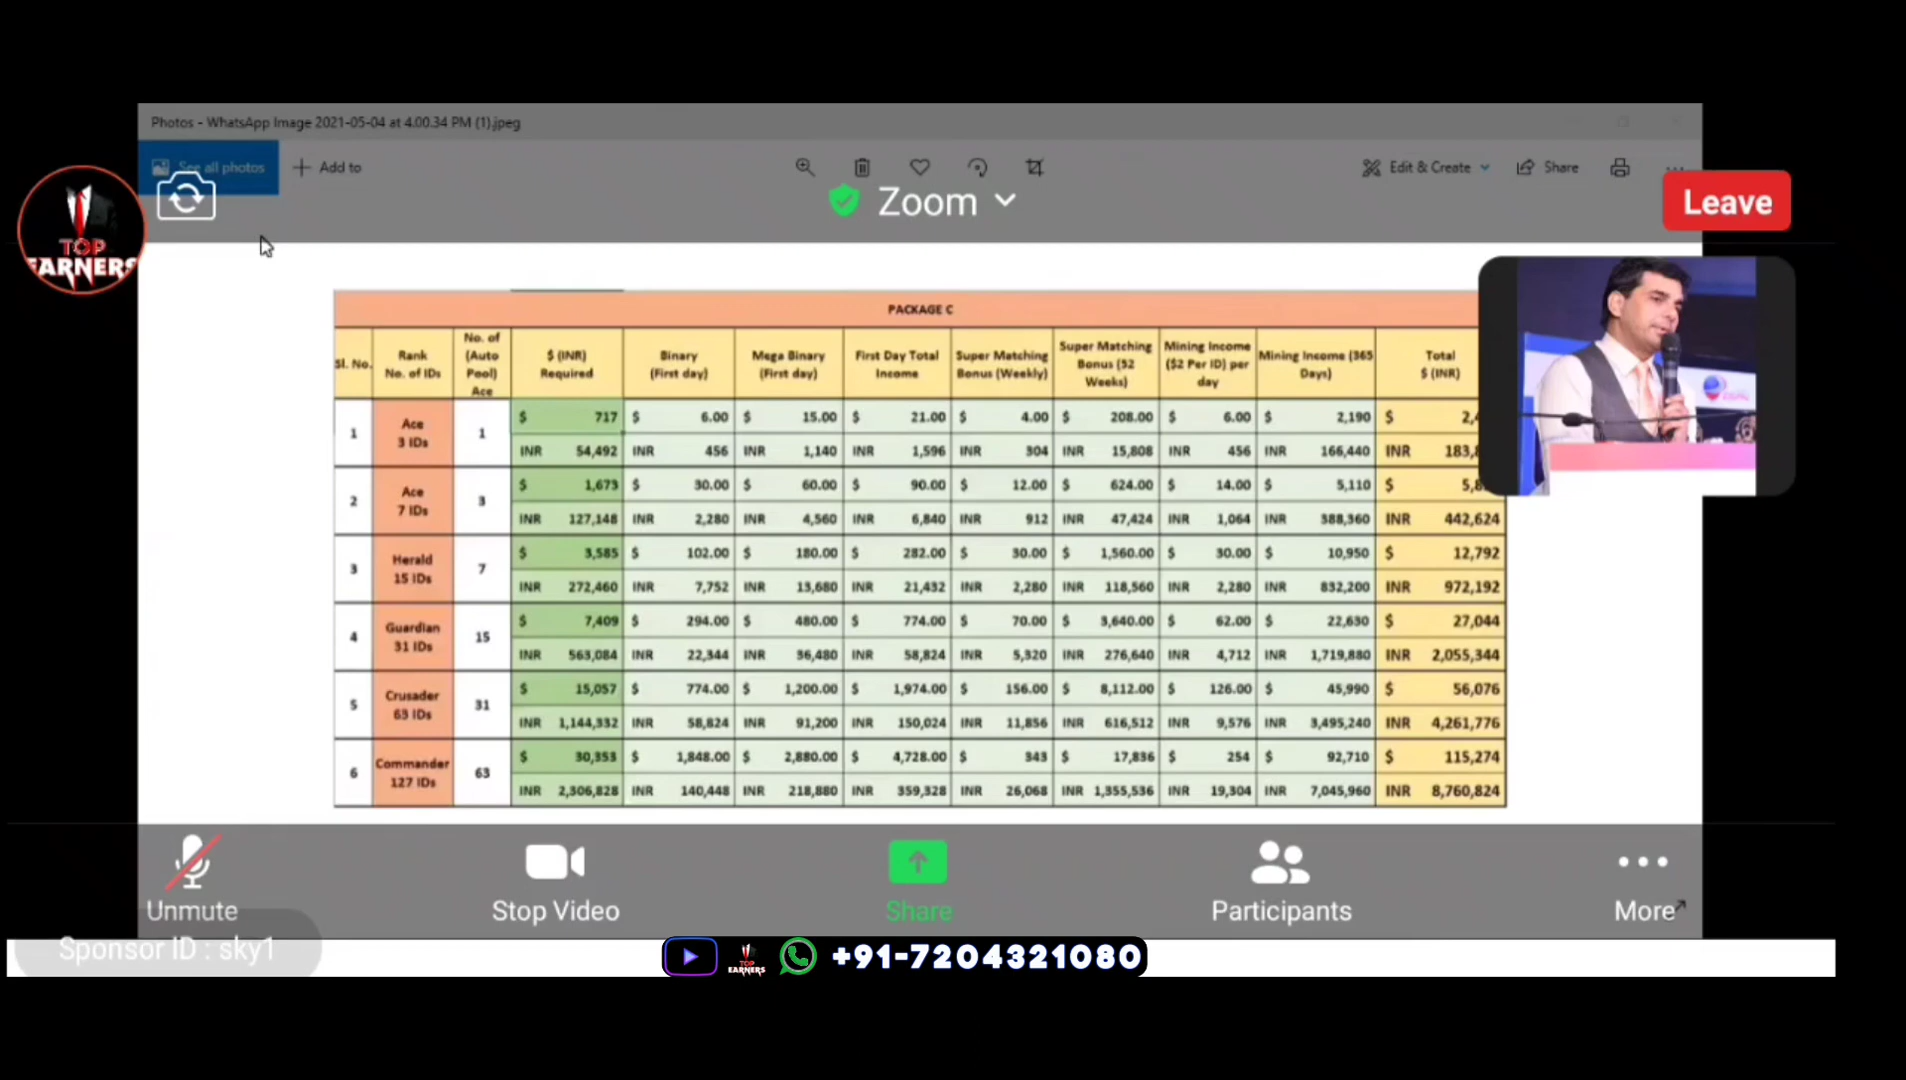 Photos - WhatsApp Image 2021-05-04 at 4.00.34 PM (1).jpeg
See all photos
Add to
Edit & Create
Share
Zoom
Leave
TOP EARNERS
PACKAGE C
Sl. No. | Rank No. of IDs | No. of (Auto Pool) Ace | $ (INR) Required | Binary (First day) | Mega Binary (First day) | First Day Total Income | Super Matching Bonus (Weekly) | Super Matching Bonus (52 Weeks) | Mining Income ($2 Per ID) per day | Mining Income (365 Days) | Total $ (INR)
1 | Ace 3 IDs | 1 | $ 717 | $ 6.00 | $ 15.00 | $ 21.00 | $ 4.00 | $ 208.00 | $ 6.00 | $ 2,190 | $
INR 54,492 | INR 456 | INR 1,140 | INR 1,596 | INR 304 | INR 15,808 | INR 456 | INR 166,440 | INR
2 | Ace 7 IDs | 3 | $ 1,673 | $ 30.00 | $ 60.00 | $ 90.00 | $ 12.00 | $ 624.00 | $ 14.00 | $ 5,110 | $
INR 127,148 | INR 2,280 | INR 4,560 | INR 6,840 | INR 912 | INR 47,424 | INR 1,064 | INR 388,360 | INR 442,624
3 | Herald 15 IDs | 7 | $ 3,585 | $ 102.00 | $ 180.00 | $ 282.00 | $ 30.00 | $ 1,560.00 | $ 30.00 | $ 10,950 | $ 12,792
INR 272,460 | INR 7,752 | INR 13,680 | INR 21,432 | INR 2,280 | INR 118,560 | INR 2,280 | INR 832,200 | INR 972,192
4 | Guardian 31 IDs | 15 | $ 7,409 | $ 294.00 | $ 480.00 | $ 774.00 | $ 70.00 | $ 3,640.00 | $ 62.00 | $ 22,630 | $ 27,044
INR 563,084 | INR 22,344 | INR 36,480 | INR 58,824 | INR 5,320 | INR 276,640 | INR 4,712 | INR 1,719,880 | INR 2,055,344
5 | Crusader 63 IDs | 31 | $ 15,057 | $ 774.00 | $ 1,200.00 | $ 1,974.00 | $ 156.00 | $ 8,112.00 | $ 126.00 | $ 45,990 | $ 56,076
INR 1,144,332 | INR 58,824 | INR 91,200 | INR 150,024 | INR 11,856 | INR 616,512 | INR 9,576 | INR 3,495,240 | INR 4,261,776
6 | Commander 127 IDs | 63 | $ 30,353 | $ 1,848.00 | $ 2,880.00 | $ 4,728.00 | $ 343 | $ 17,836 | $ 254 | $ 92,710 | $ 115,274
INR 2,306,828 | INR 140,448 | INR 218,880 | INR 359,328 | INR 26,068 | INR 1,355,536 | INR 19,304 | INR 7,045,960 | INR 8,760,824
Unmute
Stop Video
Share
Participants
More
Sponsor ID : sky1
TOP EARNERS
+91-7204321080